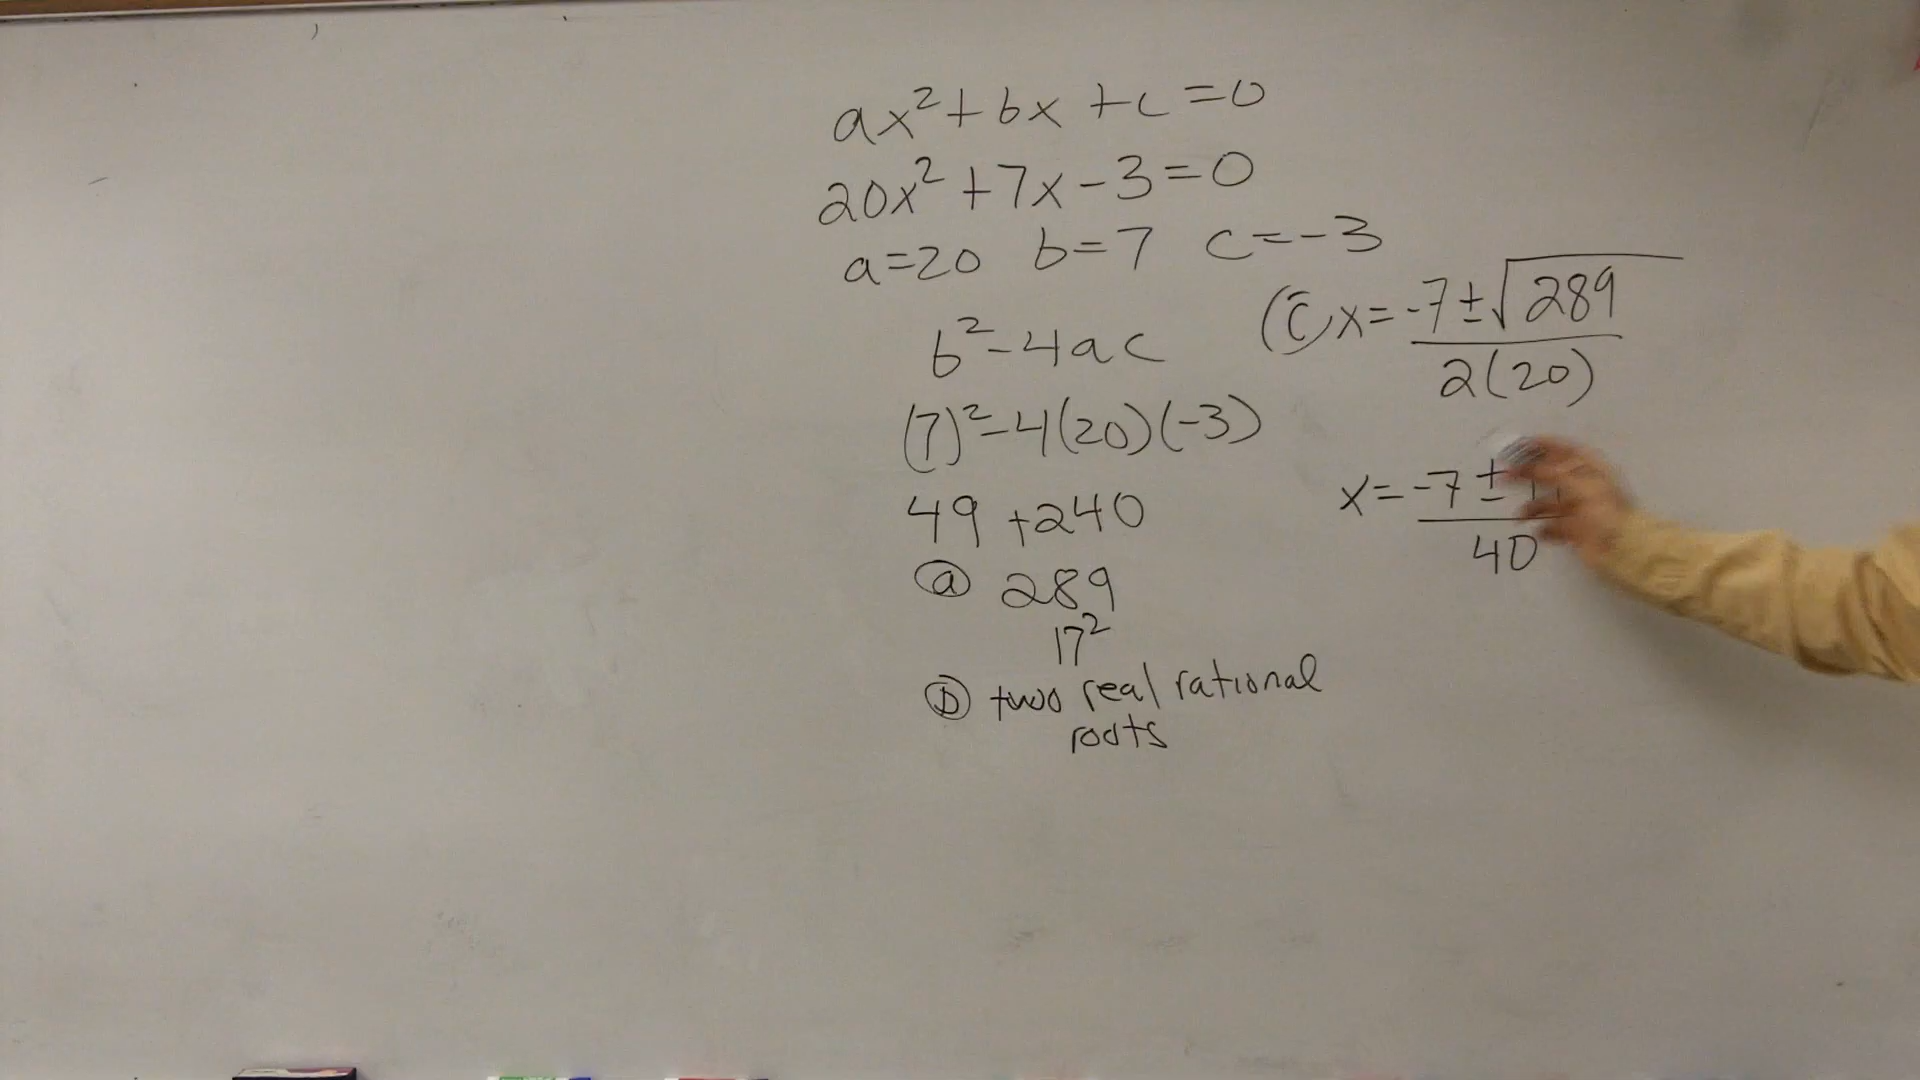 ax²+bx+c=0
20x²+7x-3=0
a=20 b=7 c=-3
b²-4ac
(7)²-4(20)(-3)
49+240
ⓐ 289
17²
ⓑ two real rational
roots
(c) x= -7±√289
2(20)
x= -7±
40